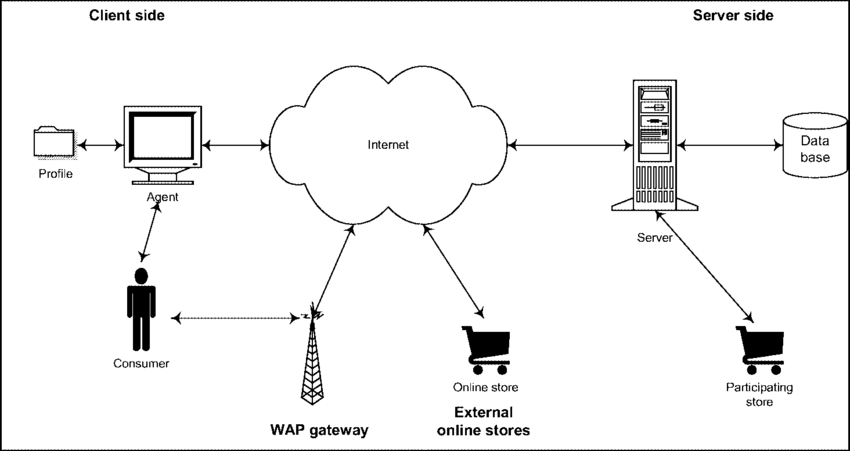 Client side
Server side
Internet
Data
base
Profile
Agent
Server
Consumer
Online store
Participating
store
External
online stores
WAP gateway